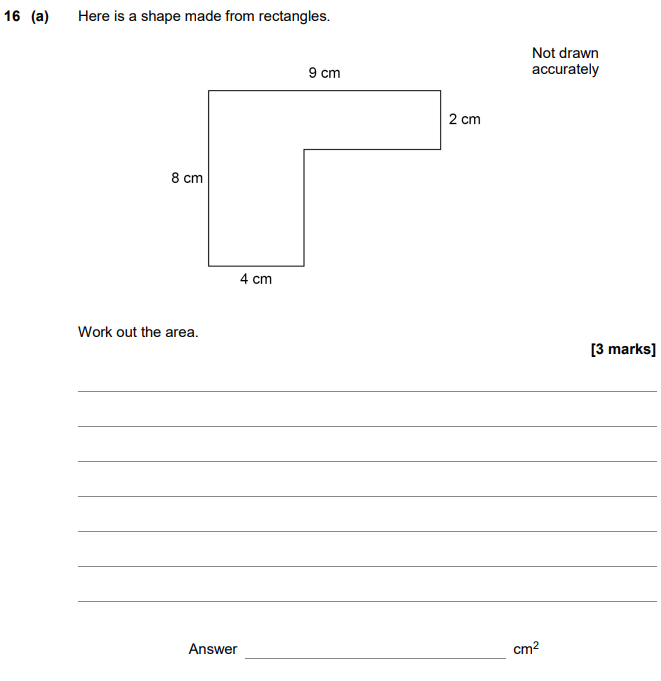 16 (a) Here is a shape made from rectangles.
Not drawn
accurately
9 cm
2 cm
8 cm
4 cm
Work out the area.
[3 marks]
Answer cm²